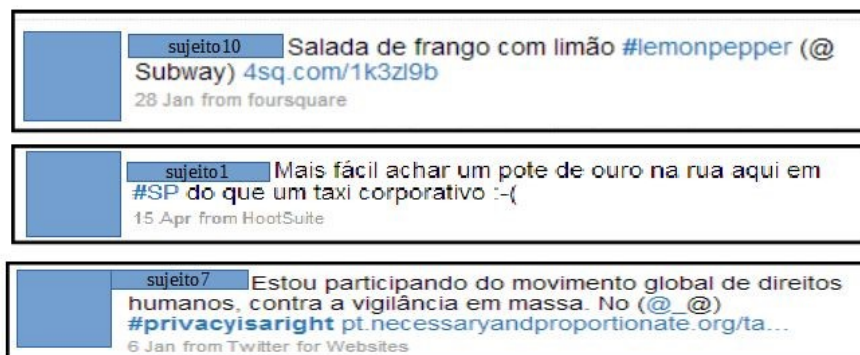 sujeito10 Salada de frango com limão #lemonpepper (@
Subway) 4sq.com/1k3zl9b
28 Jan from foursquare
sujeito1 Mais fácil achar um pote de ouro na rua aqui em
#SP do que um taxi corporativo :-(
15 Apr from HootSuite
sujeito7 Estou participando do movimento global de direitos
humanos, contra a vigilância em massa. No (@_@)
#privacyisaright pt.necessaryandproportionate.org/ta...
6 Jan from Twitter for Websites